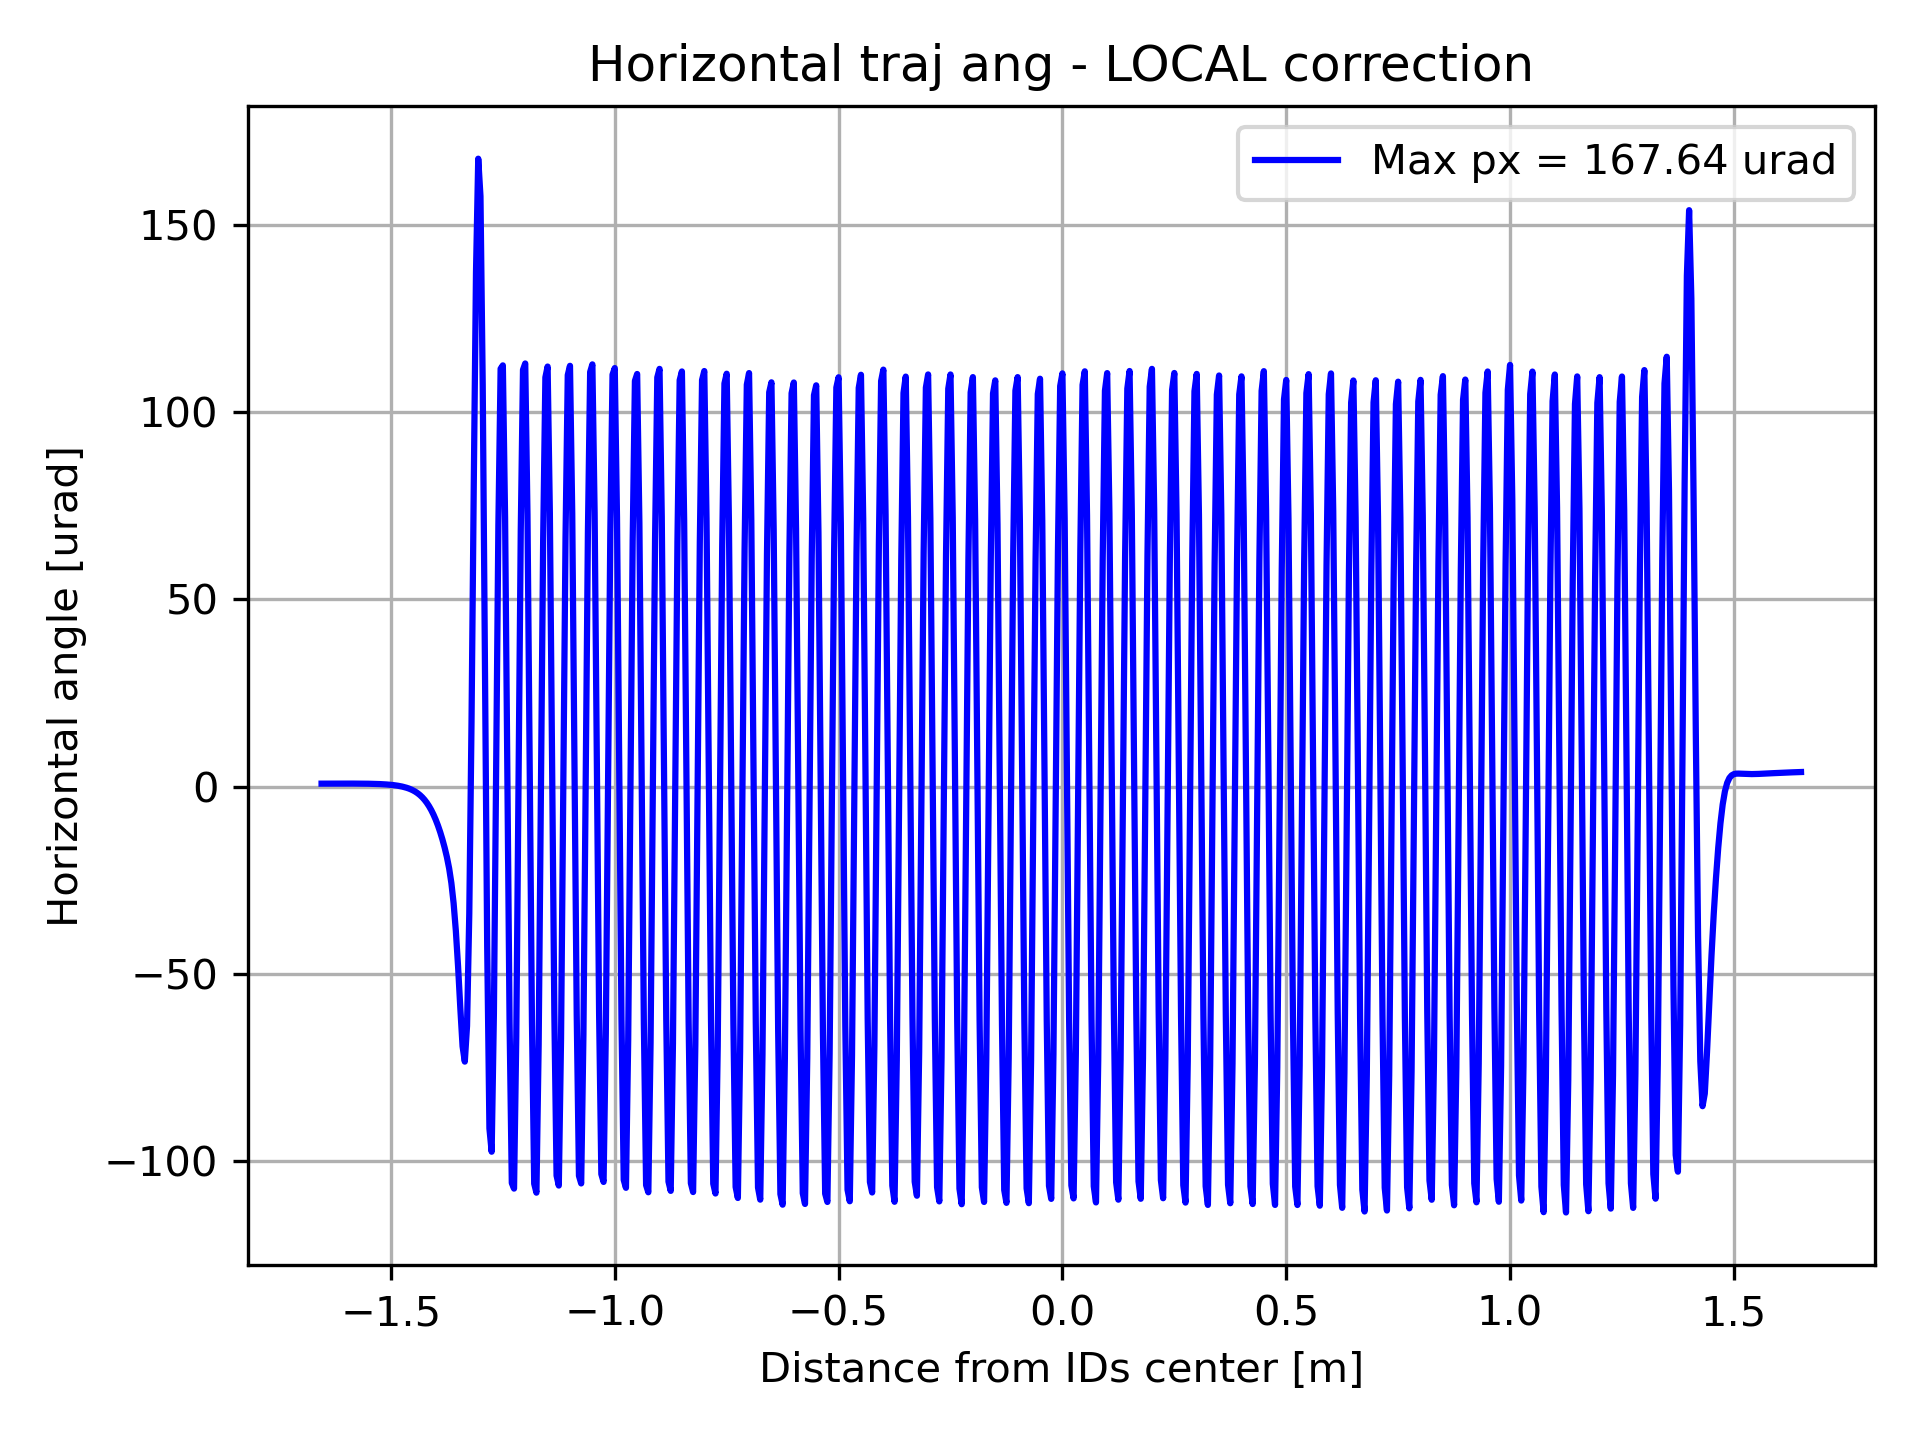 Horizontal traj ang - LOCAL correction
Max px = 167.64 urad
Horizontal angle [urad]
150
100
50
0
−50
−100
−1.5 −1.0 −0.5 0.0 0.5 1.0 1.5
Distance from IDs center [m]